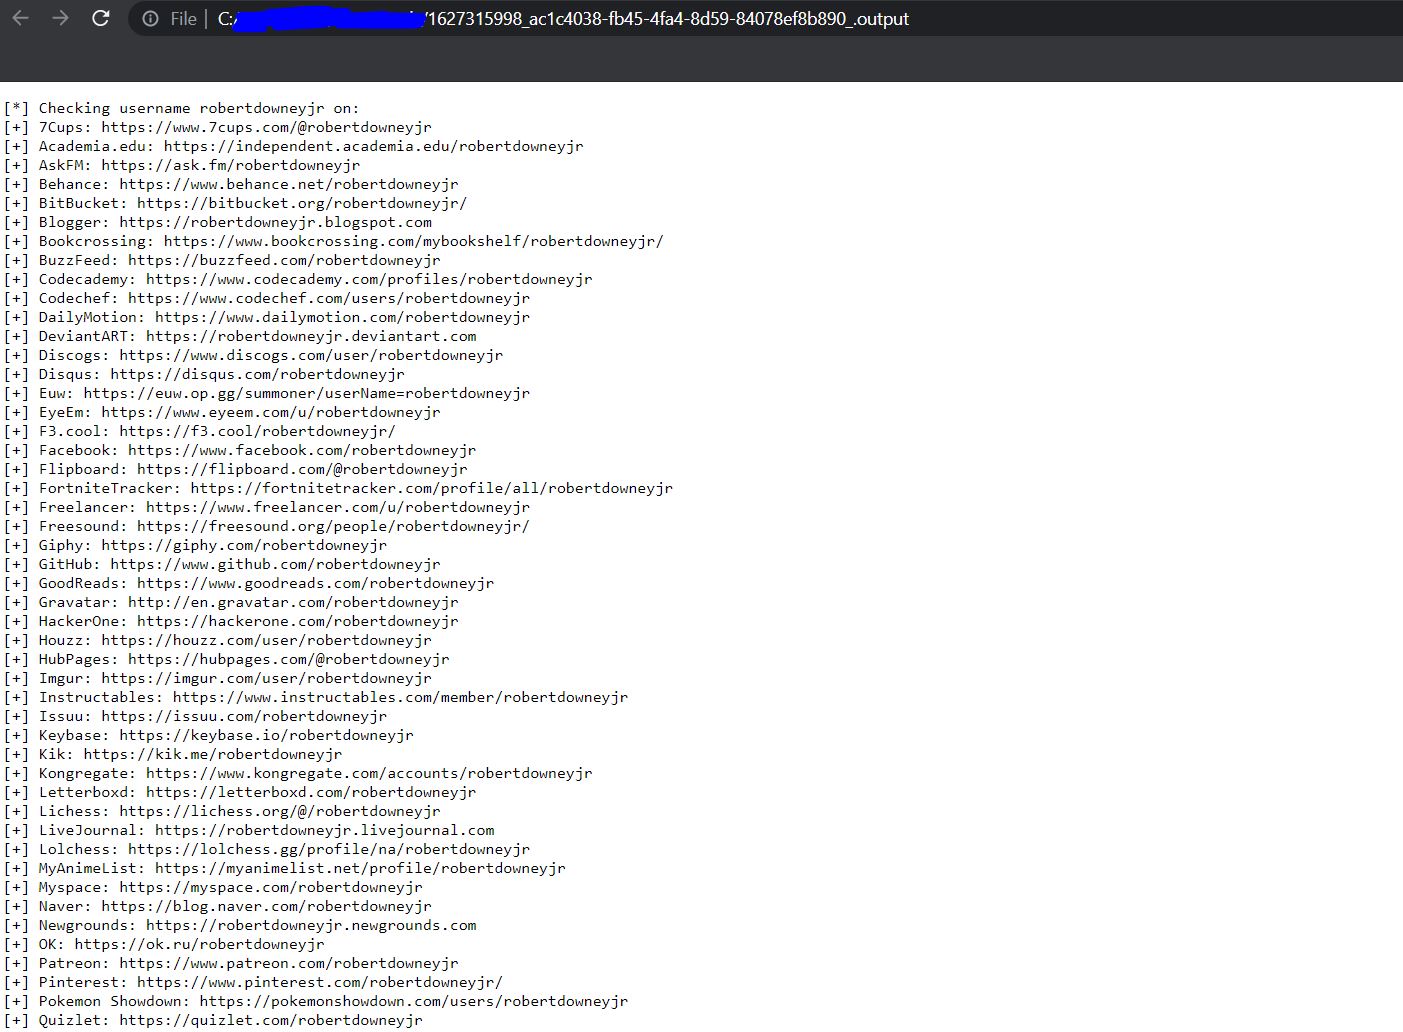 File | C:/ /1627315998_ac1c4038-fb45-4fa4-8d59-84078ef8b890_.output
[*] Checking username robertdowneyjr on:
[+] 7Cups: https://www.7cups.com/@robertdowneyjr
[+] Academia.edu: https://independent.academia.edu/robertdowneyjr
[+] AskFM: https://ask.fm/robertdowneyjr
[+] Behance: https://www.behance.net/robertdowneyjr
[+] BitBucket: https://bitbucket.org/robertdowneyjr/
[+] Blogger: https://robertdowneyjr.blogspot.com
[+] Bookcrossing: https://www.bookcrossing.com/mybookshelf/robertdowneyjr/
[+] BuzzFeed: https://buzzfeed.com/robertdowneyjr
[+] Codecademy: https://www.codecademy.com/profiles/robertdowneyjr
[+] Codechef: https://www.codechef.com/users/robertdowneyjr
[+] DailyMotion: https://www.dailymotion.com/robertdowneyjr
[+] DeviantART: https://robertdowneyjr.deviantart.com
[+] Discogs: https://www.discogs.com/user/robertdowneyjr
[+] Disqus: https://disqus.com/robertdowneyjr
[+] Euw: https://euw.op.gg/summoner/userName=robertdowneyjr
[+] EyeEm: https://www.eyeem.com/u/robertdowneyjr
[+] F3.cool: https://f3.cool/robertdowneyjr/
[+] Facebook: https://www.facebook.com/robertdowneyjr
[+] Flipboard: https://flipboard.com/@robertdowneyjr
[+] FortniteTracker: https://fortnitetracker.com/profile/all/robertdowneyjr
[+] Freelancer: https://www.freelancer.com/u/robertdowneyjr
[+] Freesound: https://freesound.org/people/robertdowneyjr/
[+] Giphy: https://giphy.com/robertdowneyjr
[+] GitHub: https://www.github.com/robertdowneyjr
[+] GoodReads: https://www.goodreads.com/robertdowneyjr
[+] Gravatar: http://en.gravatar.com/robertdowneyjr
[+] HackerOne: https://hackerone.com/robertdowneyjr
[+] Houzz: https://houzz.com/user/robertdowneyjr
[+] HubPages: https://hubpages.com/@robertdowneyjr
[+] Imgur: https://imgur.com/user/robertdowneyjr
[+] Instructables: https://www.instructables.com/member/robertdowneyjr
[+] Issuu: https://issuu.com/robertdowneyjr
[+] Keybase: https://keybase.io/robertdowneyjr
[+] Kik: https://kik.me/robertdowneyjr
[+] Kongregate: https://www.kongregate.com/accounts/robertdowneyjr
[+] Letterboxd: https://letterboxd.com/robertdowneyjr
[+] Lichess: https://lichess.org/@/robertdowneyjr
[+] LiveJournal: https://robertdowneyjr.livejournal.com
[+] Lolchess: https://lolchess.gg/profile/na/robertdowneyjr
[+] MyAnimeList: https://myanimelist.net/profile/robertdowneyjr
[+] Myspace: https://myspace.com/robertdowneyjr
[+] Naver: https://blog.naver.com/robertdowneyjr
[+] Newgrounds: https://robertdowneyjr.newgrounds.com
[+] OK: https://ok.ru/robertdowneyjr
[+] Patreon: https://www.patreon.com/robertdowneyjr
[+] Pinterest: https://www.pinterest.com/robertdowneyjr/
[+] Pokemon Showdown: https://pokemonshowdown.com/users/robertdowneyjr
[+] Quizlet: https://quizlet.com/robertdowneyjr